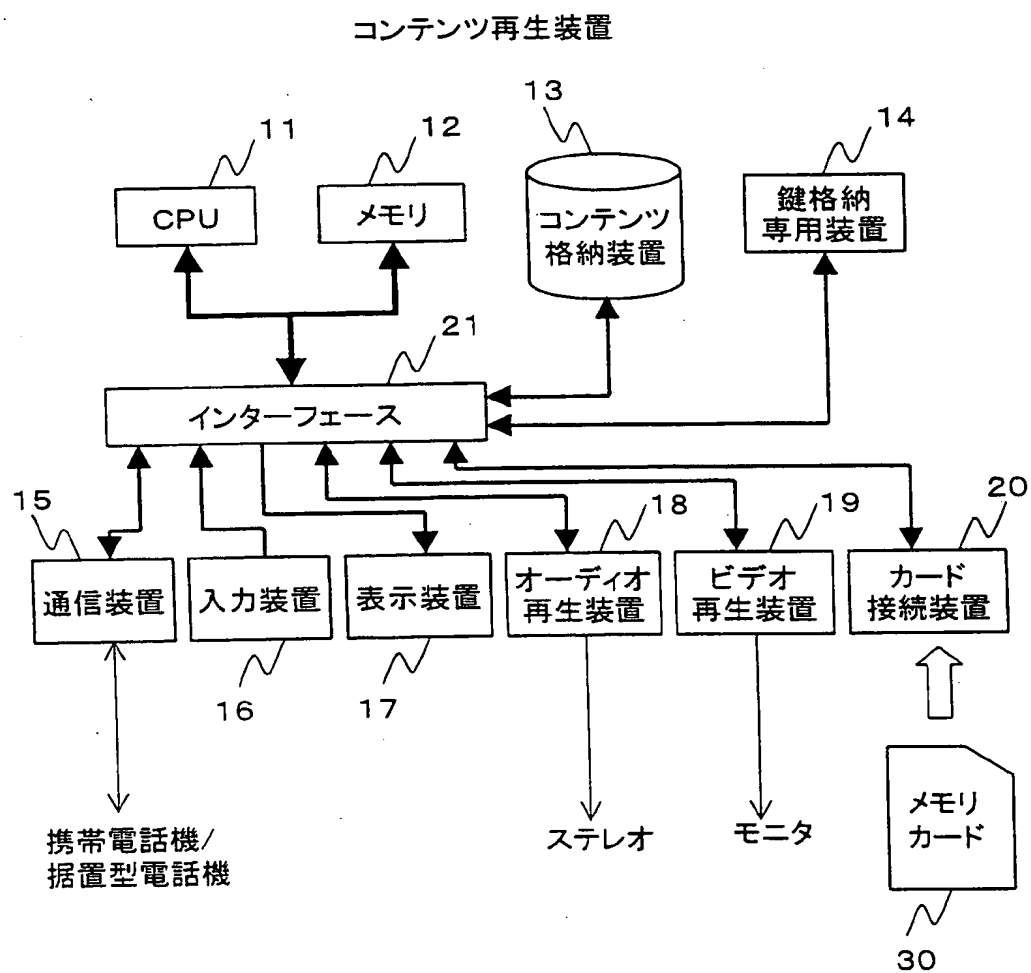 コンテンツ再生装置
11
12
13
14
CPU
メモリ
コンテンツ
格納装置
鍵格納
専用装置
21
インターフェース
15
18
19
20
通信装置
入力装置
表示装置
オーディオ
再生装置
ビデオ
再生装置
カード
接続装置
16
17
携帯電話機/
据置型電話機
ステレオ
モニタ
メモリ
カード
30